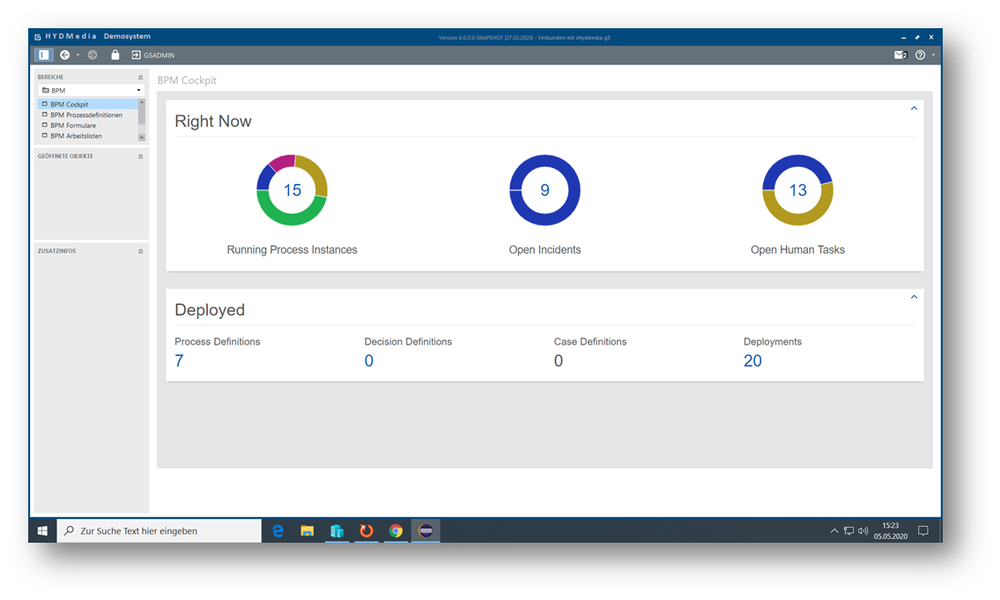 HYDMedia Demosystem
Version 6.0.0.0-SNAPSHOT (27.02.2020) - Verbunden mit vhydmedia-g5
GSADMIN
2
BEREICHE
BPM
BPM Cockpit
BPM Prozessdefinitionen
BPM Formulare
BPM Arbeitslisten
GEÖFFNETE OBJEKTE
ZUSATZINFOS
BPM Cockpit
Right Now
15 9 13
Running Process Instances Open Incidents Open Human Tasks
Deployed
Process Definitions Decision Definitions Case Definitions Deployments
7 0 0 20
Zur Suche Text hier eingeben
15:23
05.05.2020